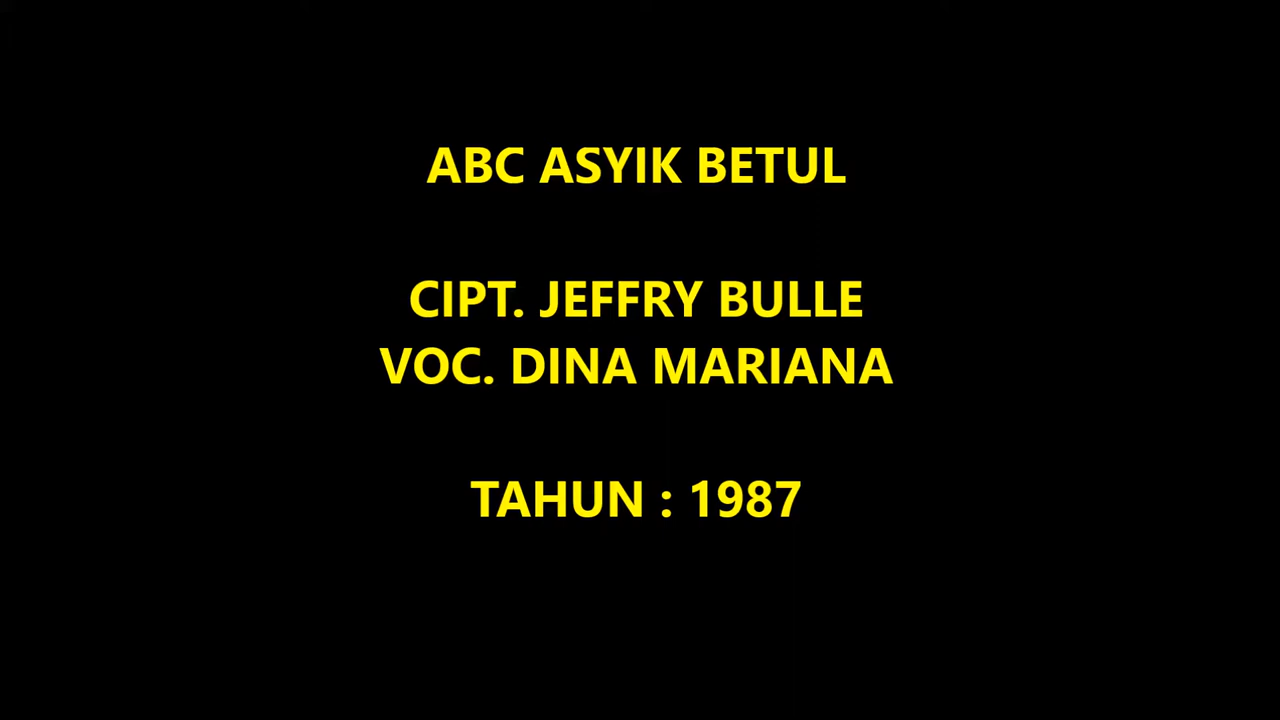 ABC ASYIK BETUL
CIPT. JEFFRY BULLE
VOC. DINA MARIANA
TAHUN : 1987